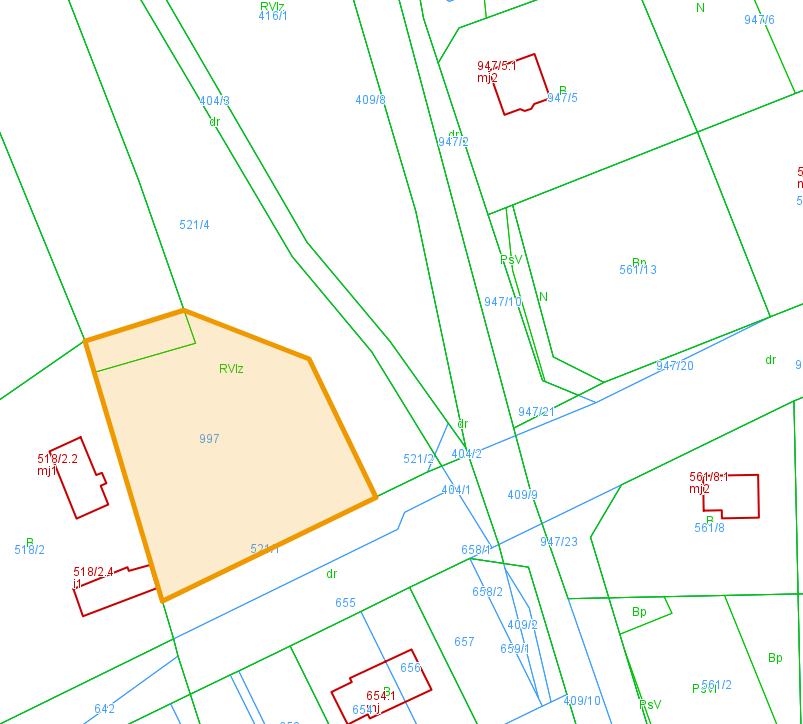 RVIz
416/1
N
947/6
947/5.1
mj2
B
947/5
404/3
dr
409/8
dr
947/2
521/4
PsV
Bp
561/13
N
947/10
RVIz
997
947/20
dr
947/21
dr
404/2
521/2
404/1
409/9
518/2.2
mj1
561/8.1
mj2
B
561/8
B
518/2
521/1
658/1
947/23
518/2.4
i1
dr
655
658/2
409/2
659/1
657
656
B
654.1
mj
654
642
Bp
Bp
561/2
PsV
409/10